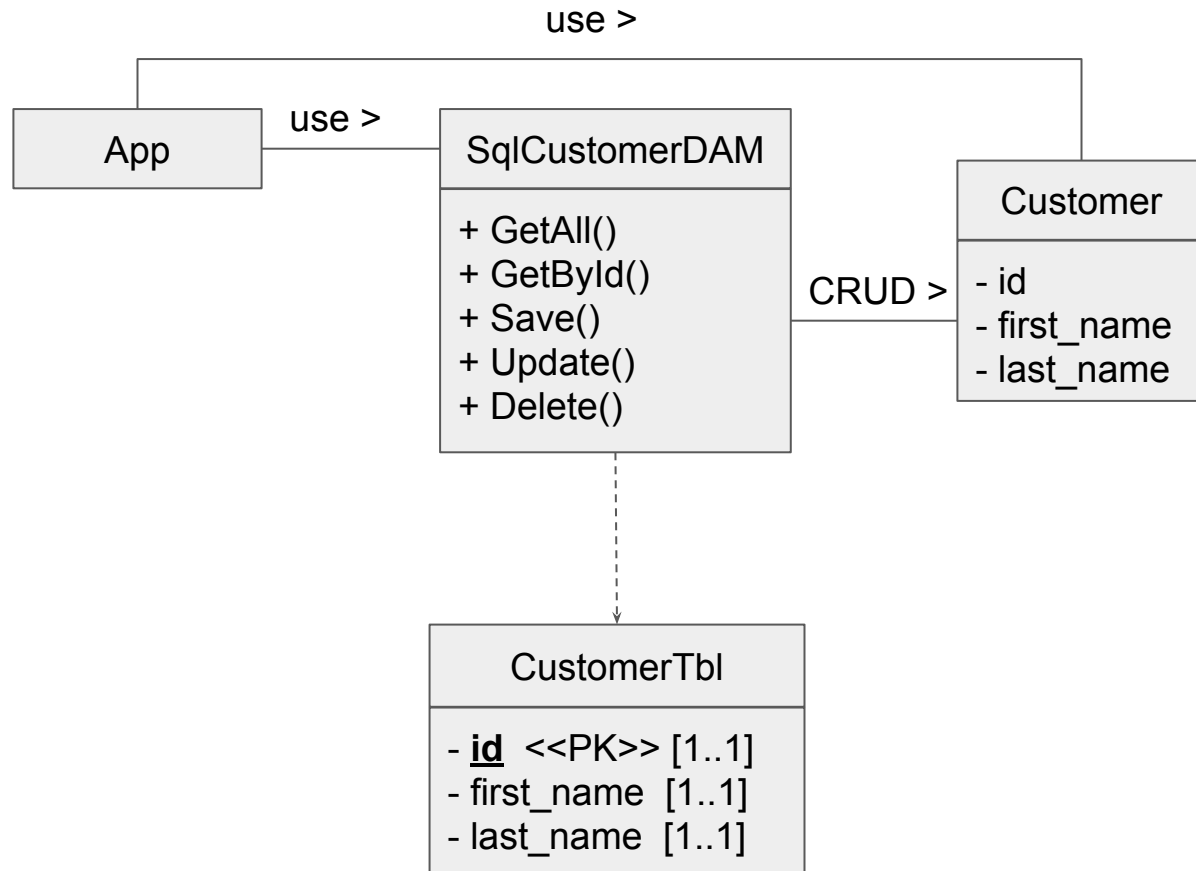 use >
App
use >
SqlCustomerDAM
+ GetAll()
+ GetById()
+ Save()
+ Update()
+ Delete()
CRUD >
Customer
- id
- first_name
- last_name
CustomerTbl
- id <<PK>> [1..1]
- first_name [1..1]
- last_name [1..1]